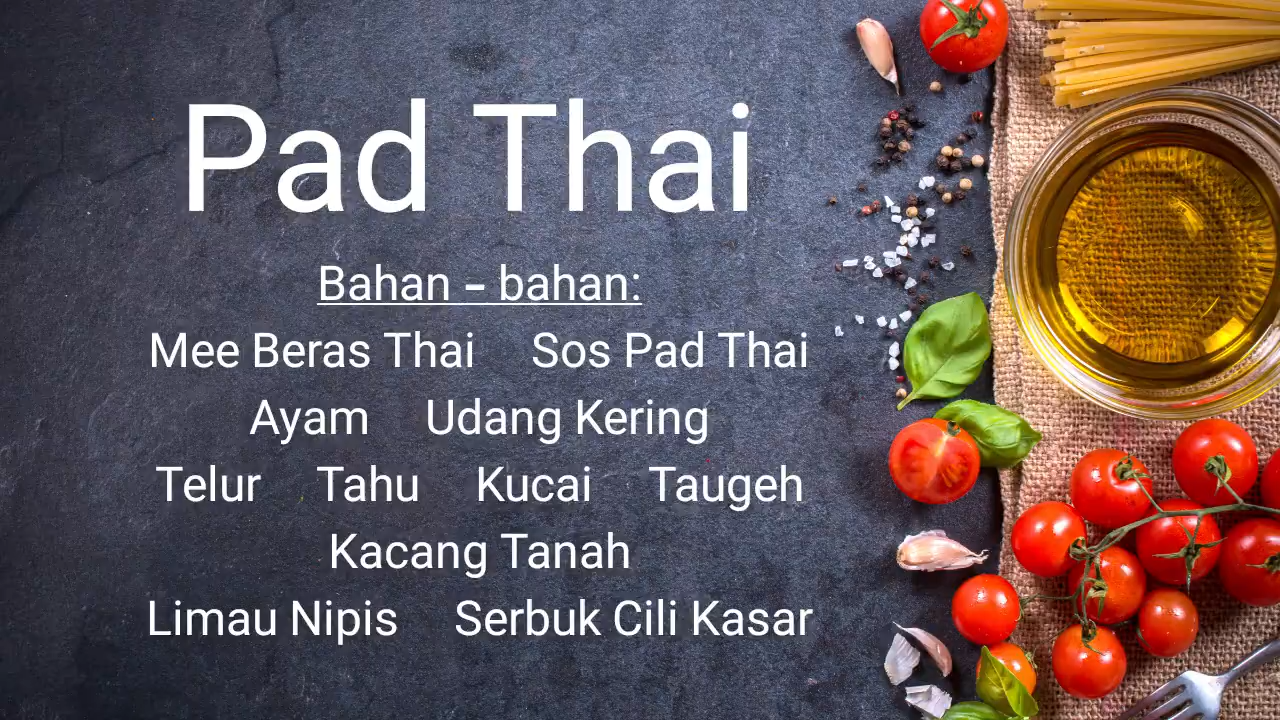 Pad Thai
Bahan - bahan:
Mee Beras Thai Sos Pad Thai
Ayam Udang Kering
Telur Tahu Kucai Taugeh
Kacang Tanah
Limau Nipis Serbuk Cili Kasar